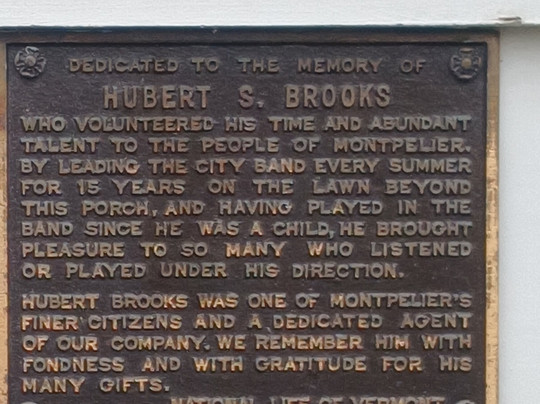 DEDICATED TO THE MEMORY OF
HUBERT S. BROOKS
WHO VOLUNTEERED HIS TIME AND ABUNDANT
TALENT TO THE PEOPLE OF MONTPELIER.
BY LEADING THE CITY BAND EVERY SUMMER
FOR 15 YEARS ON THE LAWN BEYOND
THIS PORCH, AND HAVING PLAYED IN THE
BAND SINCE HE WAS A CHILD, HE BROUGHT
PLEASURE TO SO MANY WHO LISTENED
OR PLAYED UNDER HIS DIRECTION.
HUBERT BROOKS WAS ONE OF MONTPELIER'S
FINER CITIZENS AND A DEDICATED AGENT
OF OUR COMPANY. WE REMEMBER HIM WITH
FONDNESS AND WITH GRATITUDE FOR HIS
MANY GIFTS.
NATIONAL LIFE OF VERMONT